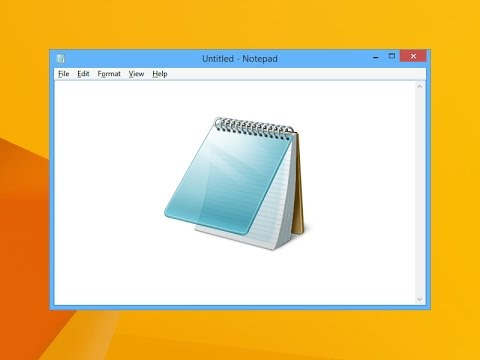 Untitled - Notepad
File Edit Format View Help